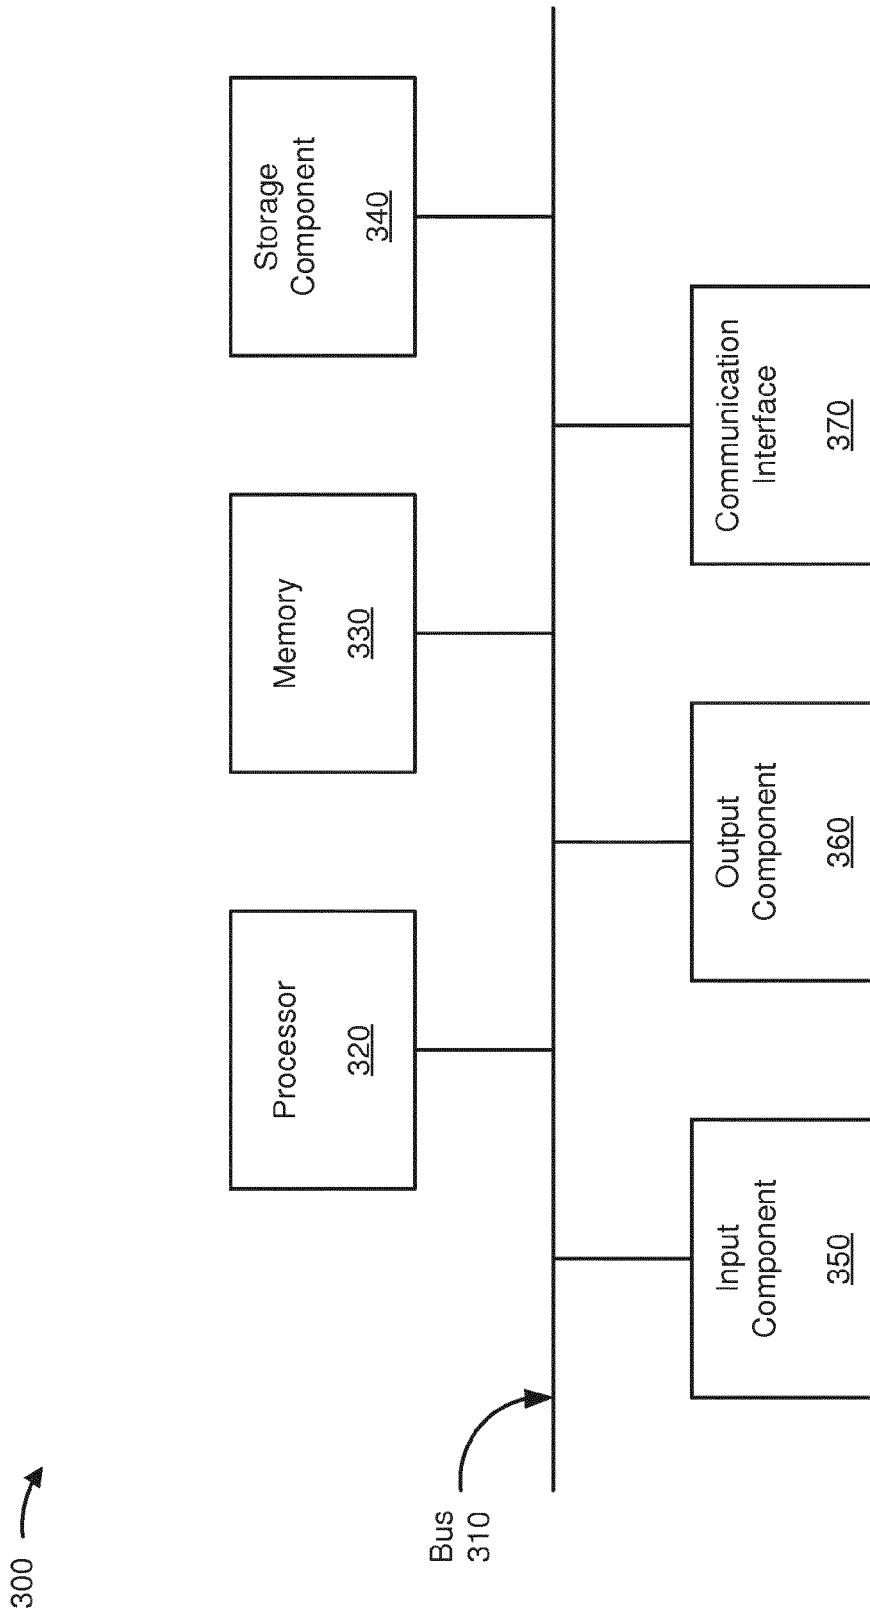 300
Bus
310
Processor
320
Memory
330
Storage
Component
340
Input
Component
350
Output
Component
360
Communication
Interface
370